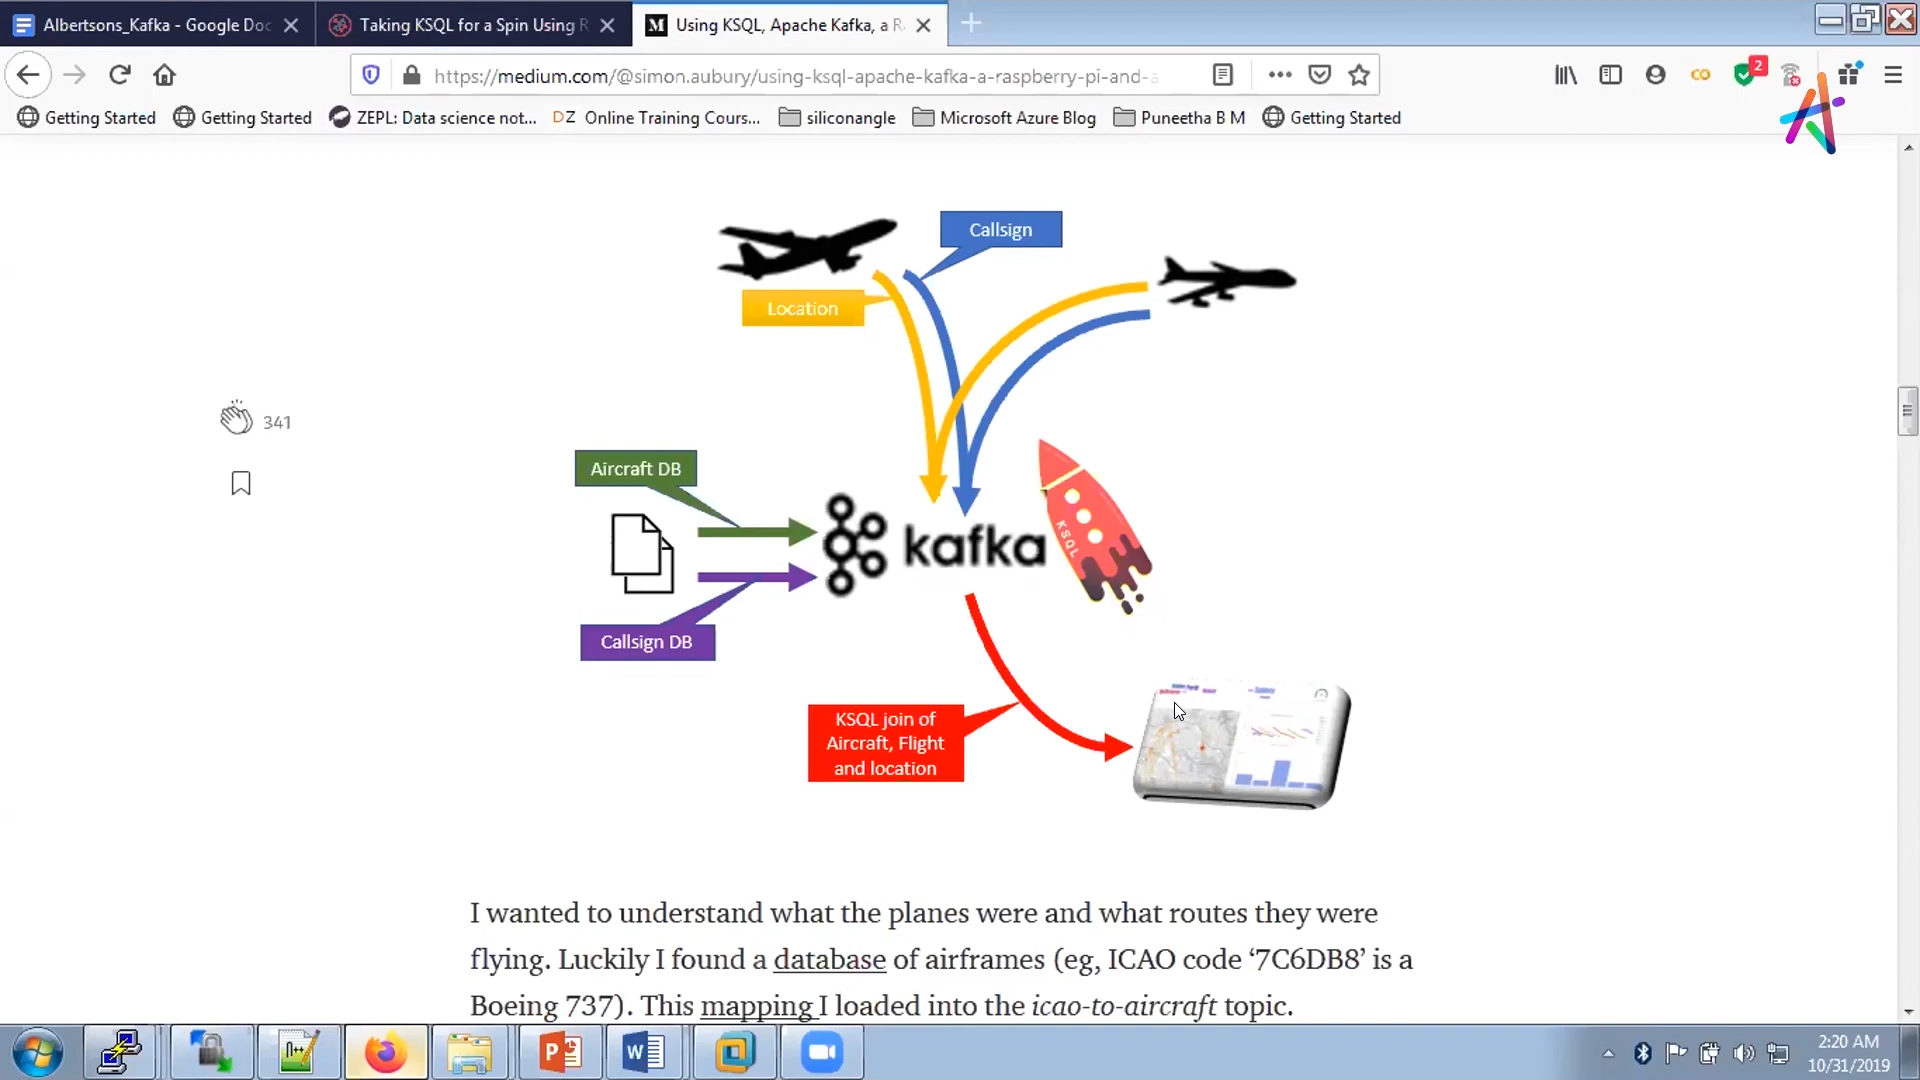 Albertsons_Kafka - Google Doc
Taking KSQL for a Spin Using R
M Using KSQL, Apache Kafka, a R
https://medium.com/@simon.aubury/using-ksql-apache-kafka-a-raspberry-pi-and-a
2
Getting Started
Getting Started
ZEPL: Data science not...
DZ Online Training Cours...
siliconangle
Microsoft Azure Blog
Puneetha B M
Getting Started
Callsign
Location
341
Aircraft DB
kafka
KSQL
Callsign DB
KSQL join of
Aircraft, Flight
and location
I wanted to understand what the planes were and what routes they were
flying. Luckily I found a database of airframes (eg, ICAO code ‘7C6DB8’ is a
Boeing 737). This mapping I loaded into the icao-to-aircraft topic.
2:20 AM
10/31/2019